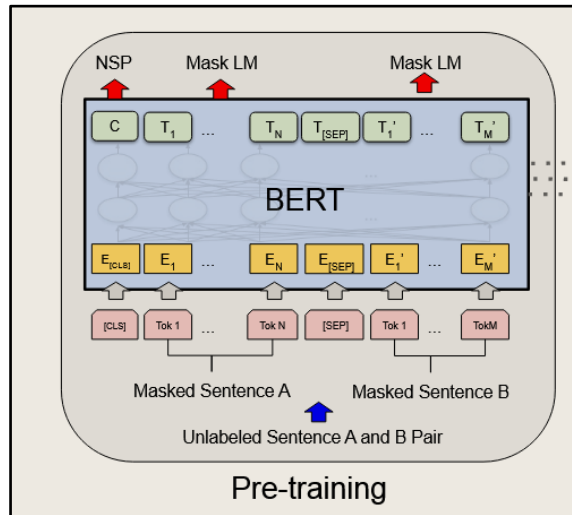 NSP Mask LM Mask LM
C T1 ... TN T[SEP] T1' ... TM'
...
BERT
...
E[CLS] E1 ... EN E[SEP] E1' ... EM'
[CLS] Tok 1 ... Tok N [SEP] Tok 1 ... TokM
Masked Sentence A Masked Sentence B
Unlabeled Sentence A and B Pair
Pre-training